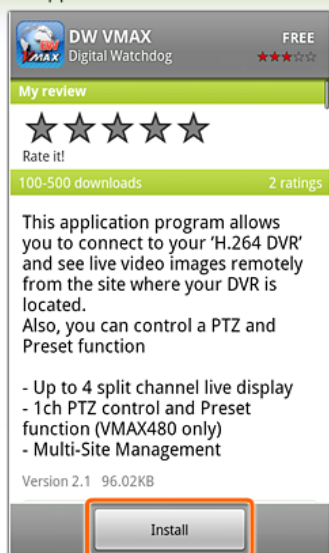 DW VMAX
FREE
Digital Watchdog
My review
Rate it!
100-500 downloads
2 ratings
This application program allows
you to connect to your 'H.264 DVR'
and see live video images remotely
from the site where your DVR is
located.
Also, you can control a PTZ and
Preset function
- Up to 4 split channel live display
- 1ch PTZ control and Preset
function (VMAX480 only)
- Multi-Site Management
Version 2.1 96.02KB
Install